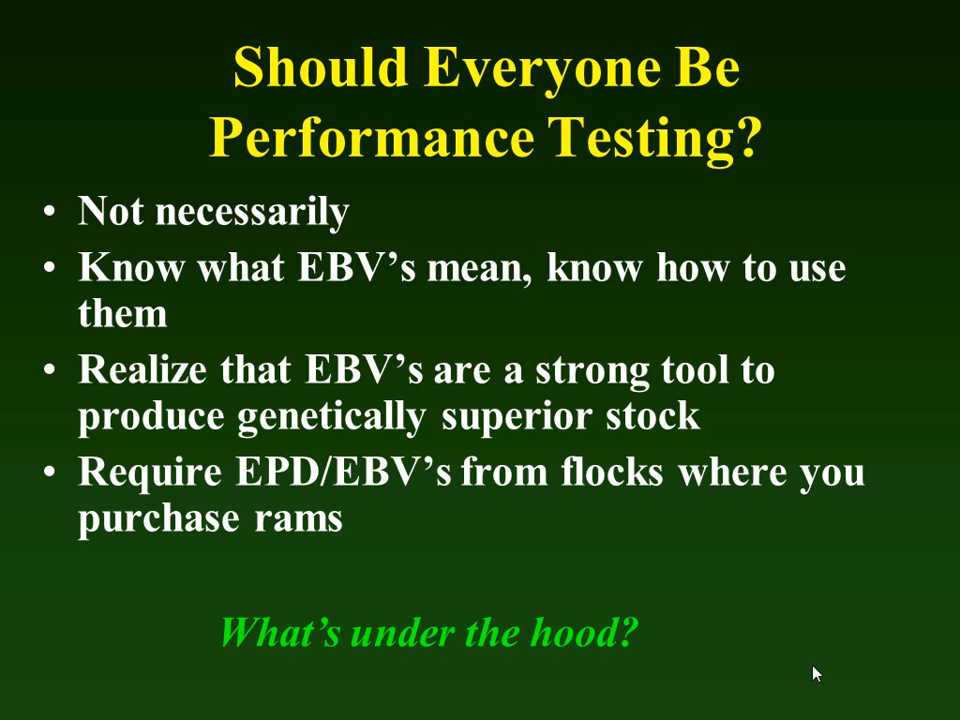 Should Everyone Be
Performance Testing?
• Not necessarily
• Know what EBV’s mean, know how to use
them
• Realize that EBV’s are a strong tool to
produce genetically superior stock
• Require EPD/EBV’s from flocks where you
purchase rams
What’s under the hood?